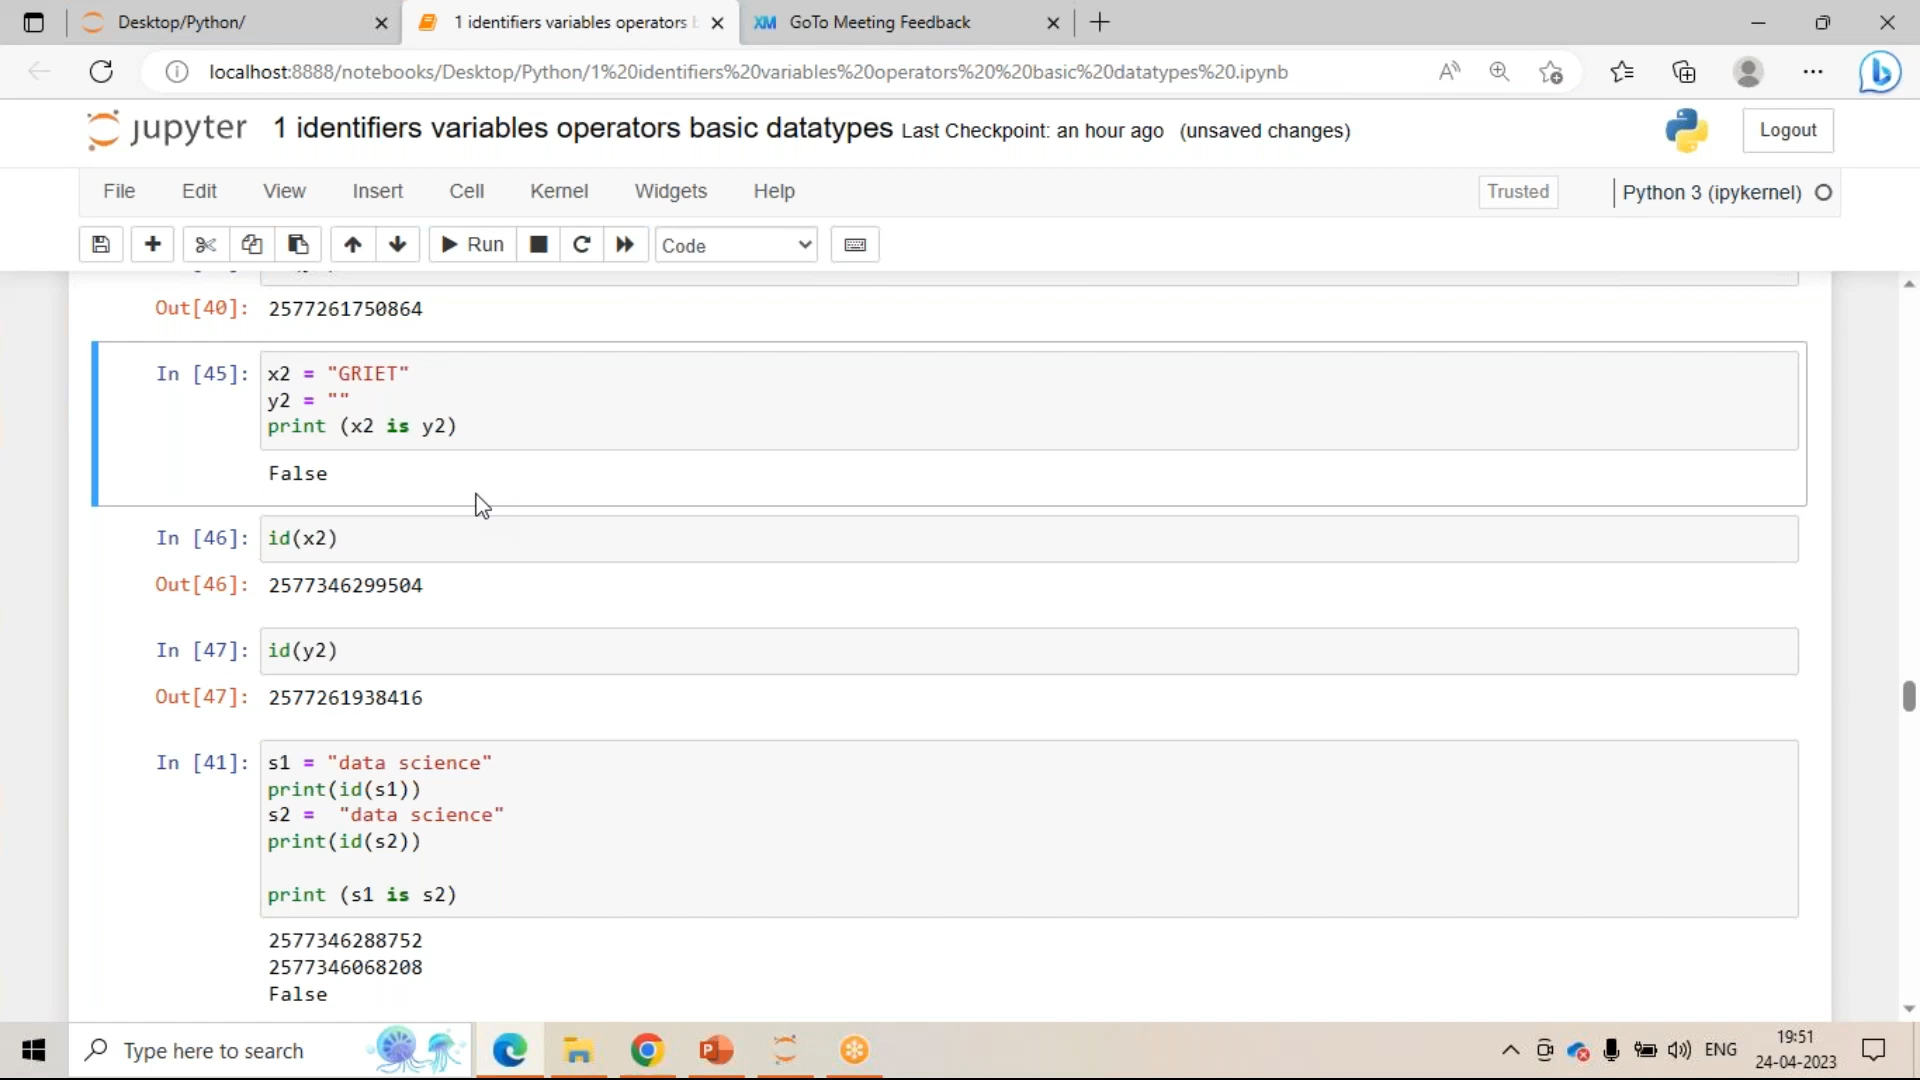 Desktop/Python/
1 identifiers variables operators
GoTo Meeting Feedback
localhost:8888/notebooks/Desktop/Python/1%20identifiers%20variables%20operators%20%20basic%20datatypes%20.ipynb
jupyter 1 identifiers variables operators basic datatypes Last Checkpoint: an hour ago (unsaved changes)
Logout
File Edit View Insert Cell Kernel Widgets Help
Trusted
Python 3 (ipykernel)
Run
Code
Out[40]: 2577261750864
In [45]: x2 = "GRIET"
y2 = ""
print (x2 is y2)
False
In [46]: id(x2)
Out[46]: 2577346299504
In [47]: id(y2)
Out[47]: 2577261938416
In [41]: s1 = "data science"
print(id(s1))
s2 =  "data science"
print(id(s2))
print (s1 is s2)
2577346288752
2577346068208
False
Type here to search
ENG
19:51
24-04-2023